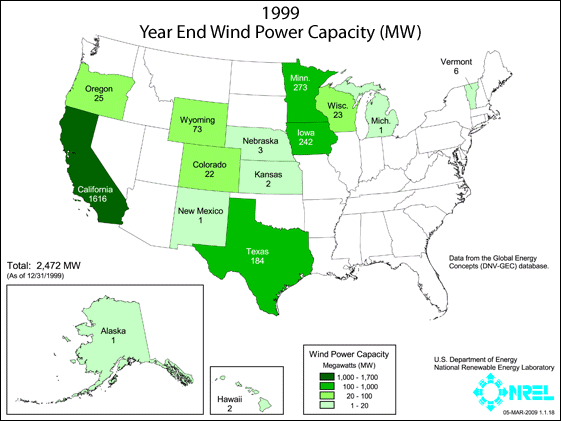 1999
Year End Wind Power Capacity (MW)
Vermont
6
Minn.
273
Oregon
25
Wisc.
23
Mich.
1
Wyoming
73
Iowa
242
Nebraska
3
Colorado
22
Kansas
2
California
1616
New Mexico
1
Texas
184
Data from the Global Energy
Concepts (DNV-GEC) database.
Total: 2,472 MW
(As of 12/31/1999)
Alaska
1
Hawaii
2
Wind Power Capacity
Megawatts (MW)
1,000 - 1,700
100 - 1,000
20 - 100
1 - 20
U.S. Department of Energy
National Renewable Energy Laboratory
NREL
05-MAR-2009 1.1.18